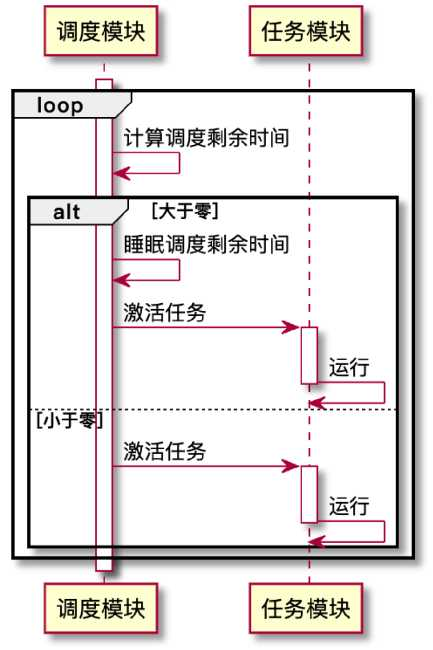 调度模块 任务模块
loop
计算调度剩余时间
alt [大于零]
睡眠调度剩余时间
激活任务
运行
[小于零]
激活任务
运行
调度模块 任务模块